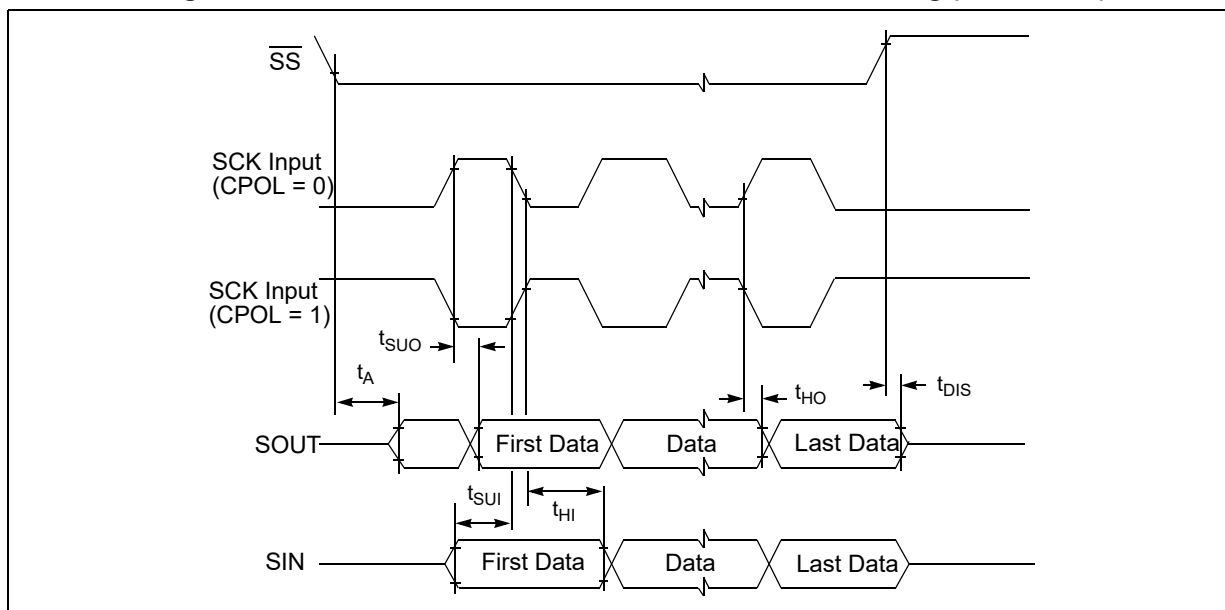 SS
SCK Input
(CPOL = 0)
SCK Input
(CPOL = 1)
tSUO
tA
tHO
tDIS
SOUT
First Data
Data
Last Data
tSUI
tHI
SIN
First Data
Data
Last Data